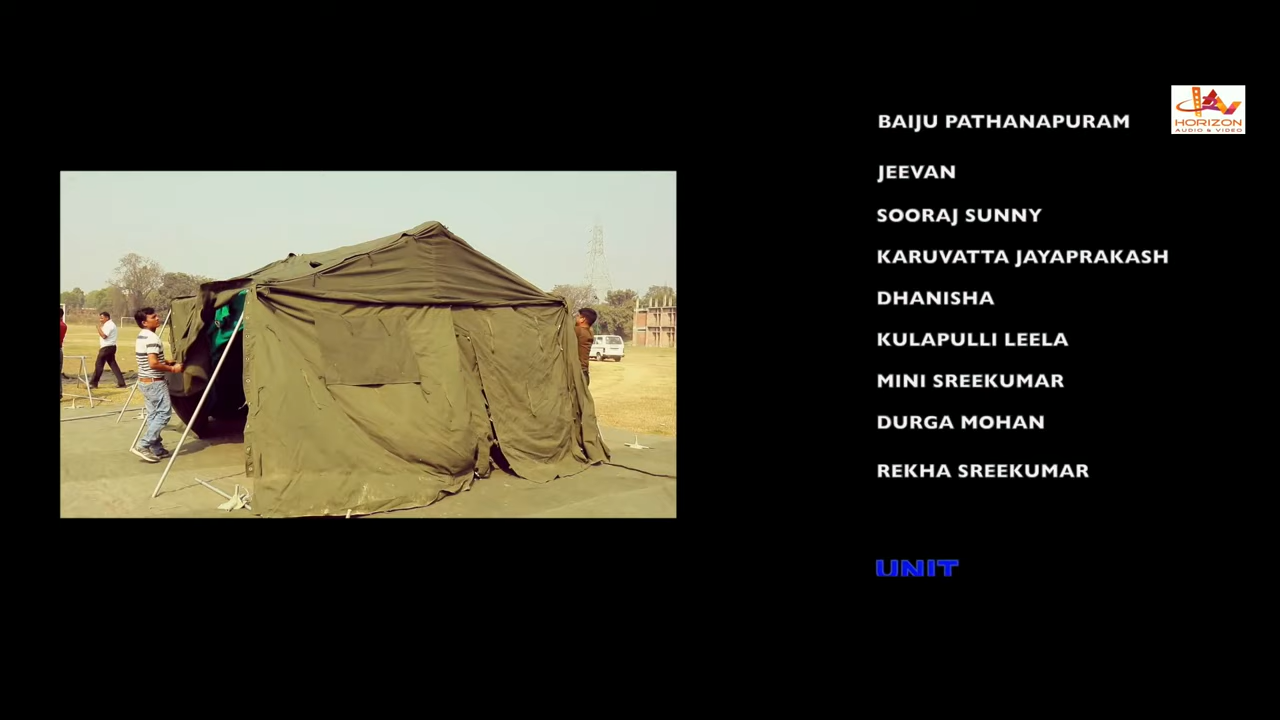 BAIJU PATHANAPURAM
HORIZON
AUDIO & VIDEO
JEEVAN
SOORAJ SUNNY
KARUVATTA JAYAPRAKASH
DHANISHA
KULAPULLI LEELA
MINI SREEKUMAR
DURGA MOHAN
REKHA SREEKUMAR
UNIT